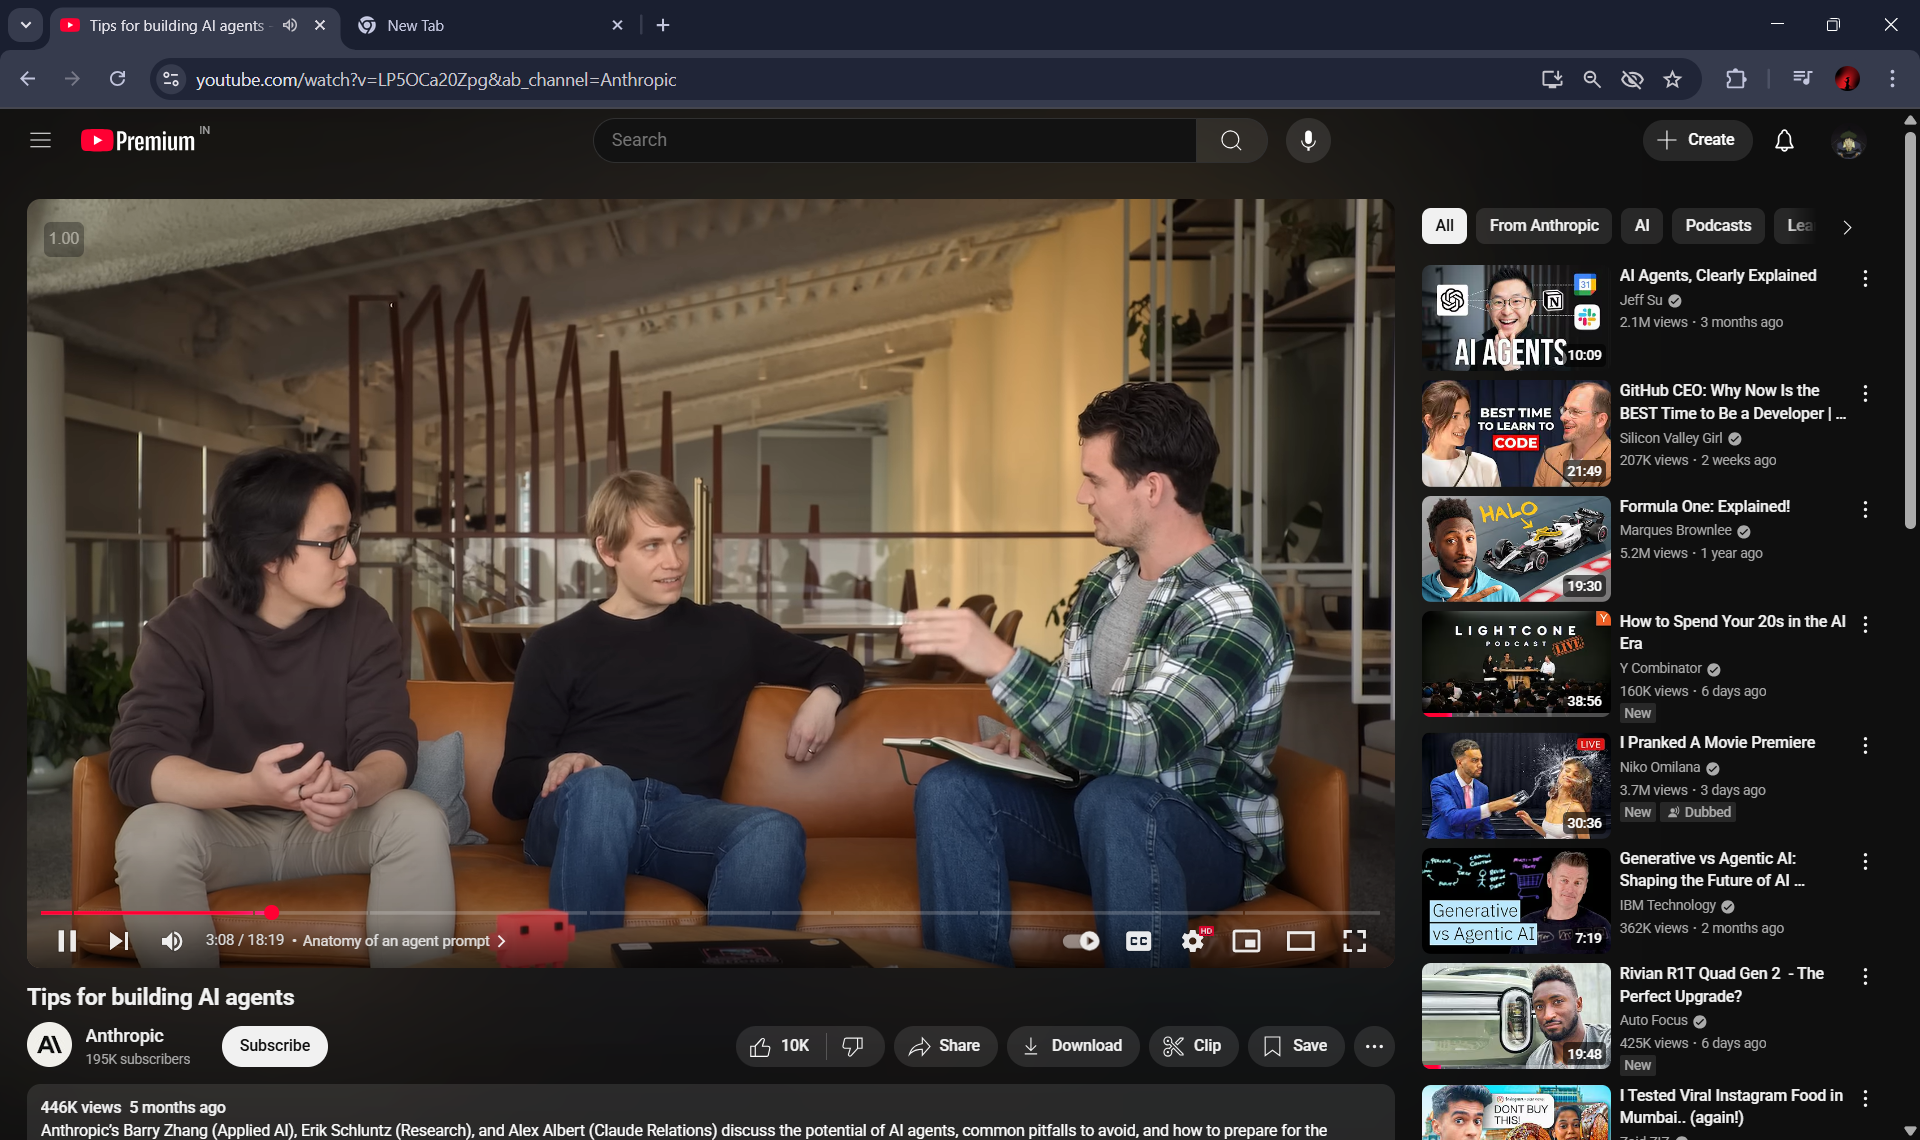 Tips for building AI agents -
New Tab
youtube.com/watch?v=LP5OCa20Zpg&ab_channel=Anthropic
Premium IN
Search
Create
1.00
3:08 / 18:19 • Anatomy of an agent prompt
CC
HD
Tips for building AI agents
Anthropic
195K subscribers
Subscribe
10K
Share
Download
Clip
Save
446K views 5 months ago
Anthropic's Barry Zhang (Applied AI), Erik Schluntz (Research), and Alex Albert (Claude Relations) discuss the potential of AI agents, common pitfalls to avoid, and how to prepare for the
All
From Anthropic
AI
Podcasts
Lea
31
AI AGENTS
10:09
AI Agents, Clearly Explained
Jeff Su
2.1M views • 3 months ago
BEST TIME
TO LEARN TO
CODE
21:49
GitHub CEO: Why Now Is the
BEST Time to Be a Developer | ...
Silicon Valley Girl
207K views • 2 weeks ago
HALO
19:30
Formula One: Explained!
Marques Brownlee
5.2M views • 1 year ago
Y
LIGHTCONE
PODCAST
LIVE
38:56
How to Spend Your 20s in the AI
Era
Y Combinator
160K views • 6 days ago
New
LIVE
30:36
I Pranked A Movie Premiere
Niko Omilana
3.7M views • 3 days ago
New
Dubbed
Generative
vs Agentic AI
7:19
Generative vs Agentic AI:
Shaping the Future of AI ...
IBM Technology
362K views • 2 months ago
19:48
Rivian R1T Quad Gen 2 - The
Perfect Upgrade?
Auto Focus
425K views • 6 days ago
New
DONT BUY
THIS!
I Tested Viral Instagram Food in
Mumbai.. (again!)